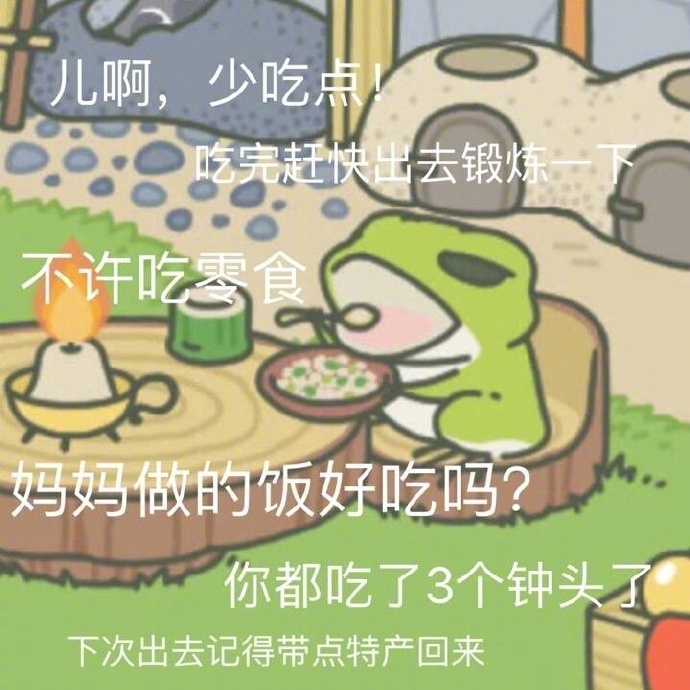 儿啊，少吃点！
吃完赶快出去锻炼一下
不许吃零食
妈妈做的饭好吃吗？
你都吃了3个钟头了
下次出去记得带点特产回来